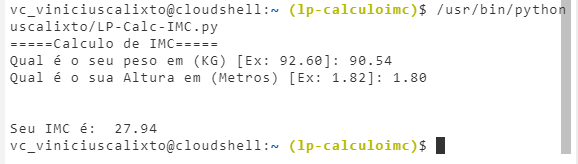 vc_viniciuscalixto@cloudshell:~ (lp-calculoimc)$ /usr/bin/python
uscalixto/LP-Calc-IMC.py
=====Calculo de IMC=====
Qual é o seu peso em (KG) [Ex: 92.60]: 90.54
Qual é o sua Altura em (Metros) [Ex: 1.82]: 1.80
Seu IMC é:  27.94
vc_viniciuscalixto@cloudshell:~ (lp-calculoimc)$